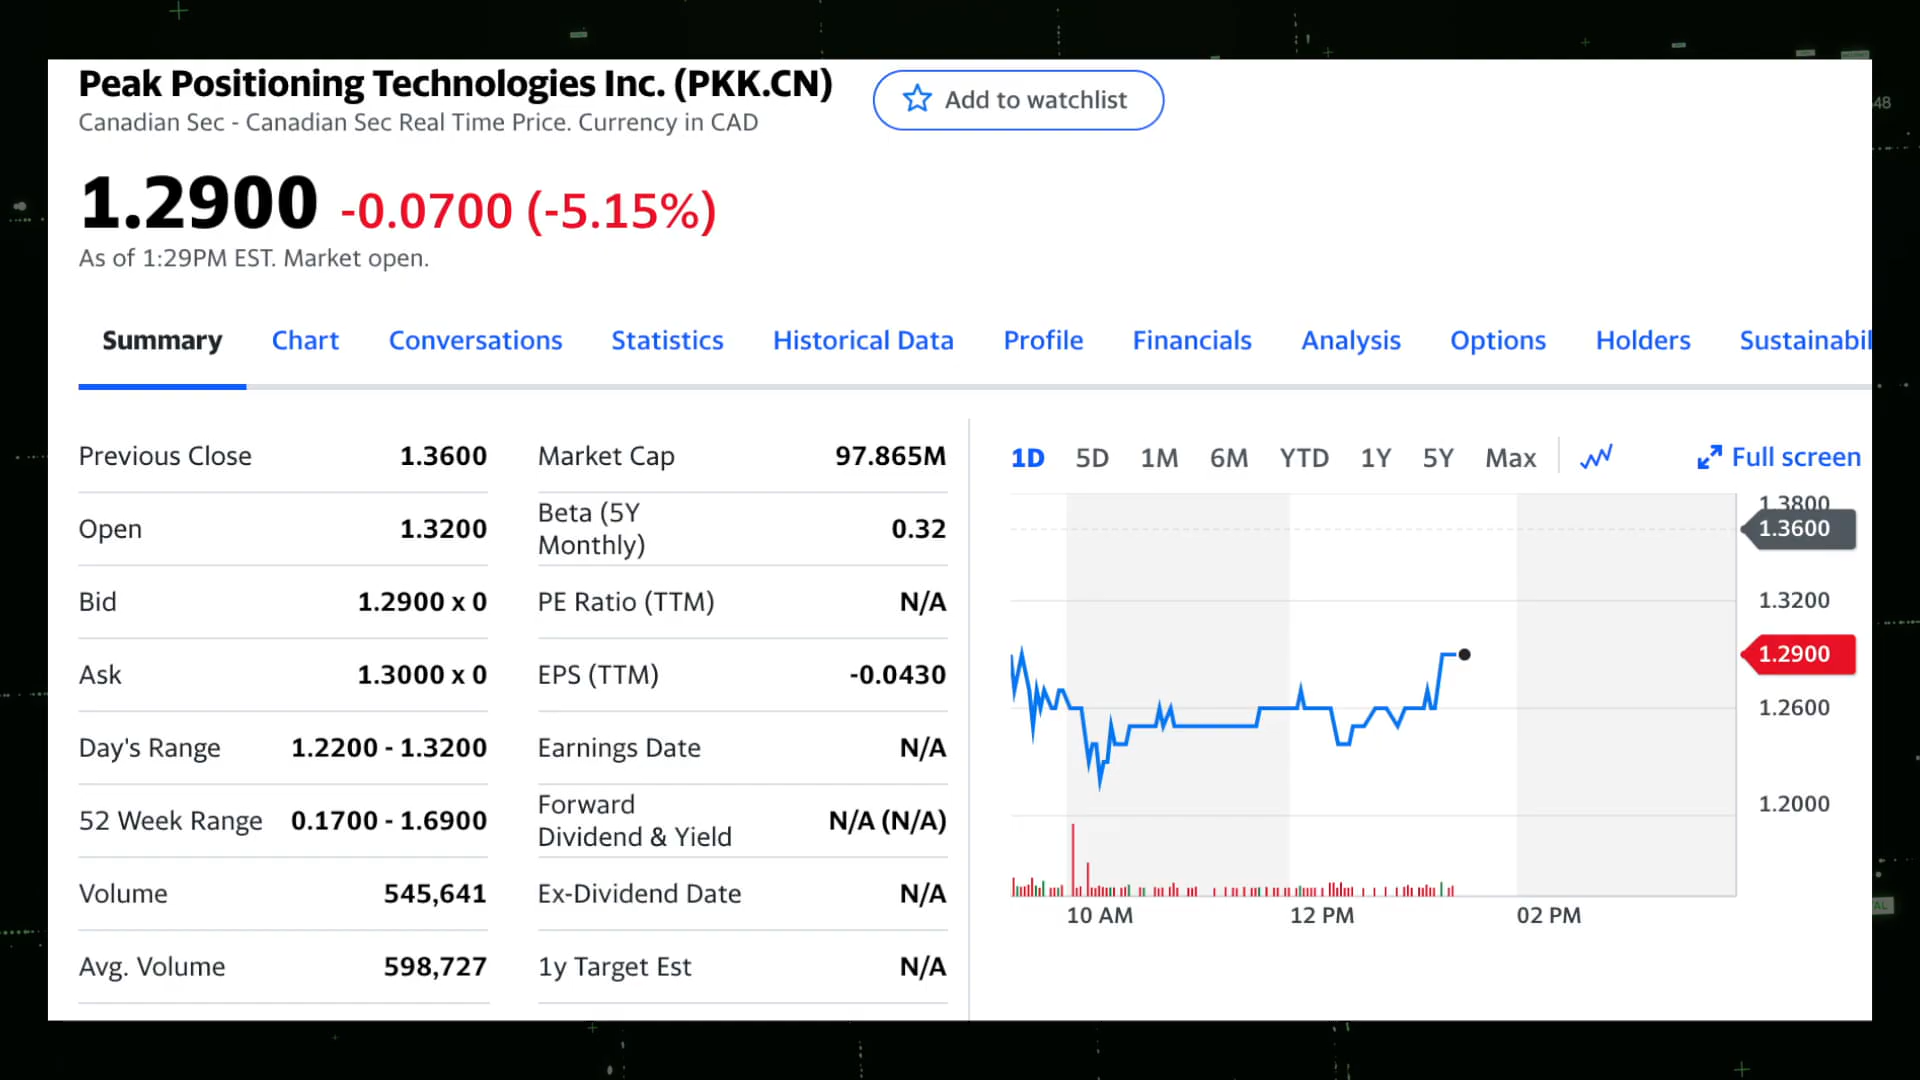 Peak Positioning Technologies Inc. (PKK.CN)
Canadian Sec - Canadian Sec Real Time Price. Currency in CAD
Add to watchlist
1.2900 -0.0700 (-5.15%)
As of 1:29PM EST. Market open.
Summary Chart Conversations Statistics Historical Data Profile Financials Analysis Options Holders Sustainabil
Previous Close 1.3600
Open 1.3200
Bid 1.2900 x 0
Ask 1.3000 x 0
Day's Range 1.2200 - 1.3200
52 Week Range 0.1700 - 1.6900
Volume 545,641
Avg. Volume 598,727
Market Cap 97.865M
Beta (5Y
Monthly) 0.32
PE Ratio (TTM) N/A
EPS (TTM) -0.0430
Earnings Date N/A
Forward
Dividend & Yield N/A (N/A)
Ex-Dividend Date N/A
1y Target Est N/A
1D 5D 1M 6M YTD 1Y 5Y Max Full screen
1.3800
1.3600
1.3200
1.2900
1.2600
1.2000
10 AM 12 PM 02 PM
48
AL